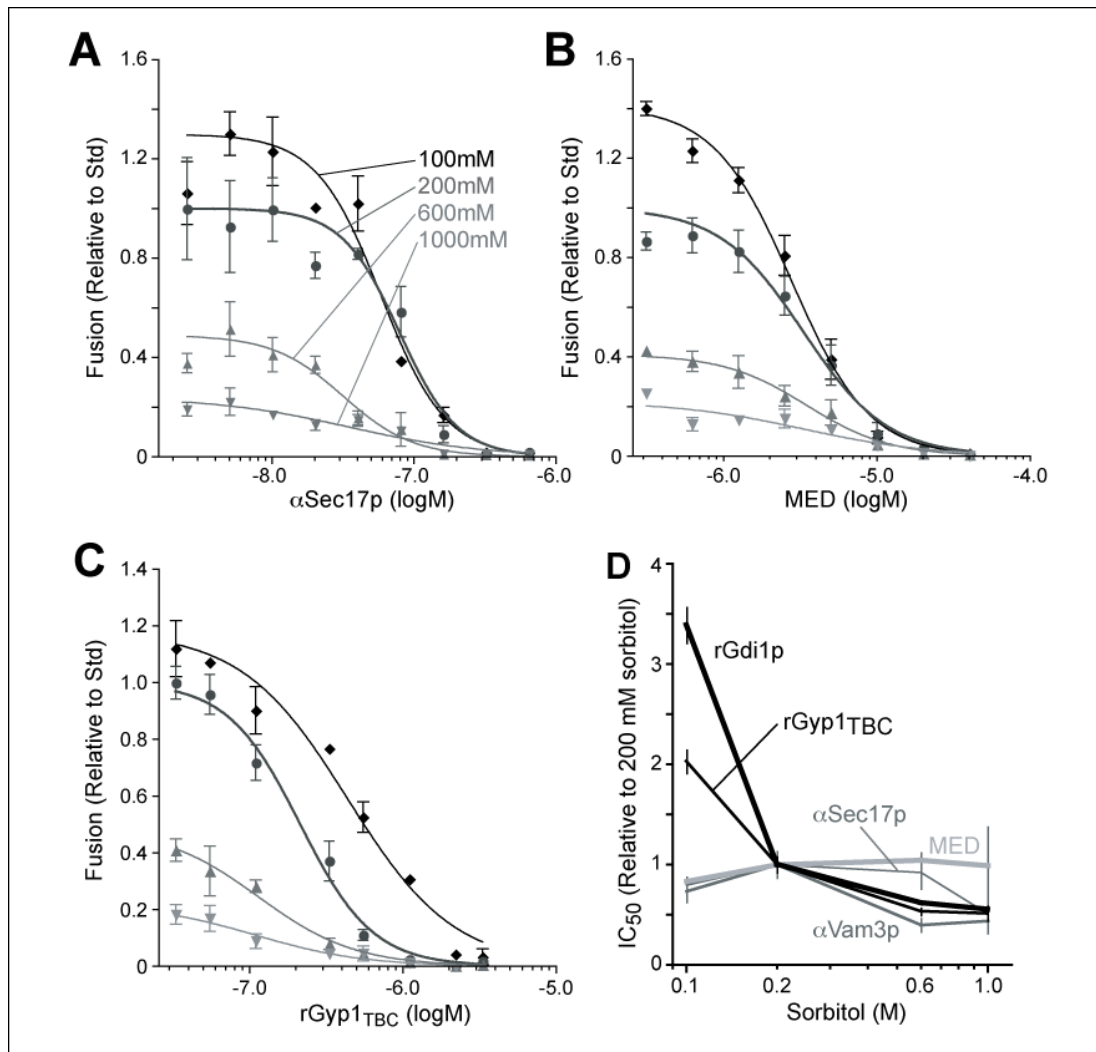 A
1.6
1.2
0.8
0.4
0
Fusion (Relative to Std)
100mM
200mM
600mM
1000mM
-8.0
-7.0
-6.0
αSec17p (logM)
B
1.6
1.2
0.8
0.4
0
Fusion (Relative to Std)
-6.0
-5.0
-4.0
MED (logM)
C
1.4
1.2
1.0
0.8
0.6
0.4
0.2
0
Fusion (Relative to Std)
-7.0
-6.0
-5.0
rGyp1TBC (logM)
D
4
3
2
1
0
IC50 (Relative to 200 mM sorbitol)
rGdi1p
rGyp1TBC
αSec17p
MED
αVam3p
0.1
0.2
0.6
1.0
Sorbitol (M)